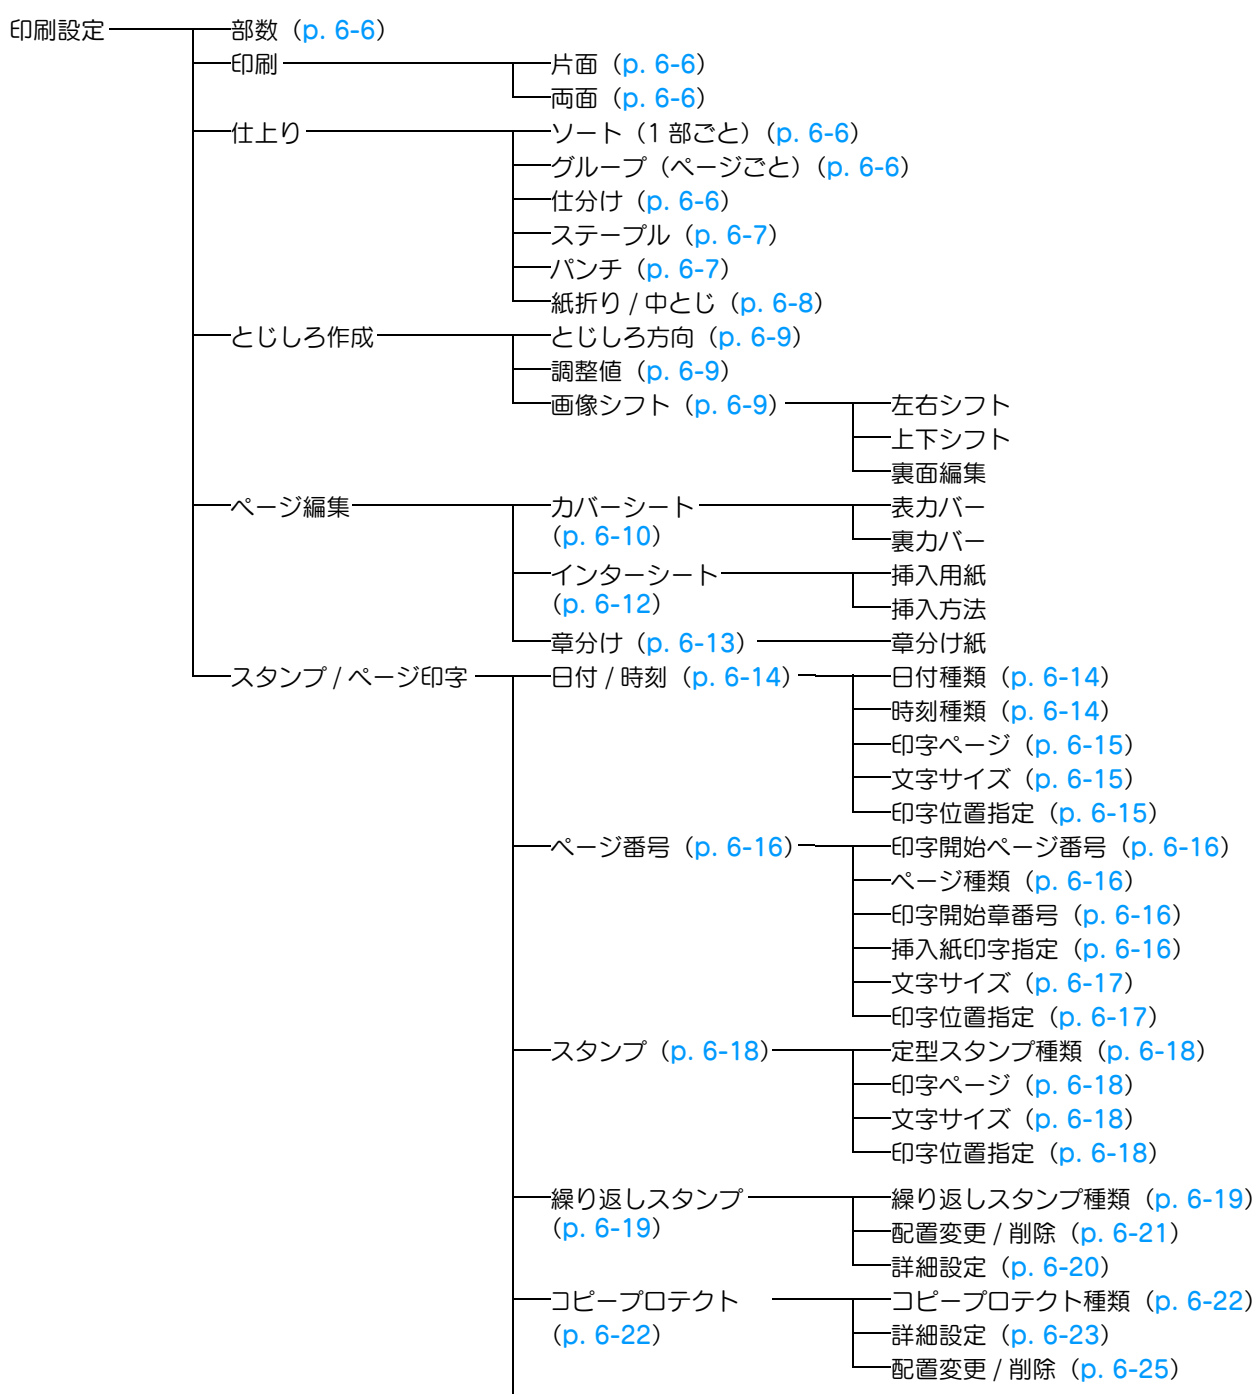 印刷設定 部数（p. 6-6）
印刷 片面（p. 6-6）
両面（p. 6-6）
仕上り ソート（1 部ごと）（p. 6-6）
グループ（ページごと）（p. 6-6）
仕分け（p. 6-6）
ステープル（p. 6-7）
パンチ（p. 6-7）
紙折り / 中とじ（p. 6-8）
とじしろ作成 とじしろ方向（p. 6-9）
調整値（p. 6-9）
画像シフト（p. 6-9） 左右シフト
上下シフト
裏面編集
ページ編集 カバーシート 表カバー
（p. 6-10） 裏カバー
インターシート 挿入用紙
（p. 6-12） 挿入方法
章分け（p. 6-13） 章分け紙
スタンプ / ページ印字 日付 / 時刻（p. 6-14） 日付種類（p. 6-14）
時刻種類（p. 6-14）
印字ページ（p. 6-15）
文字サイズ（p. 6-15）
印字位置指定（p. 6-15）
ページ番号（p. 6-16） 印字開始ページ番号（p. 6-16）
ページ種類（p. 6-16）
印字開始章番号（p. 6-16）
挿入紙印字指定（p. 6-16）
文字サイズ（p. 6-17）
印字位置指定（p. 6-17）
スタンプ（p. 6-18） 定型スタンプ種類（p. 6-18）
印字ページ（p. 6-18）
文字サイズ（p. 6-18）
印字位置指定（p. 6-18）
繰り返しスタンプ 繰り返しスタンプ種類（p. 6-19）
（p. 6-19） 配置変更 / 削除（p. 6-21）
詳細設定（p. 6-20）
コピープロテクト コピープロテクト種類（p. 6-22）
（p. 6-22） 詳細設定（p. 6-23）
配置変更 / 削除（p. 6-25）